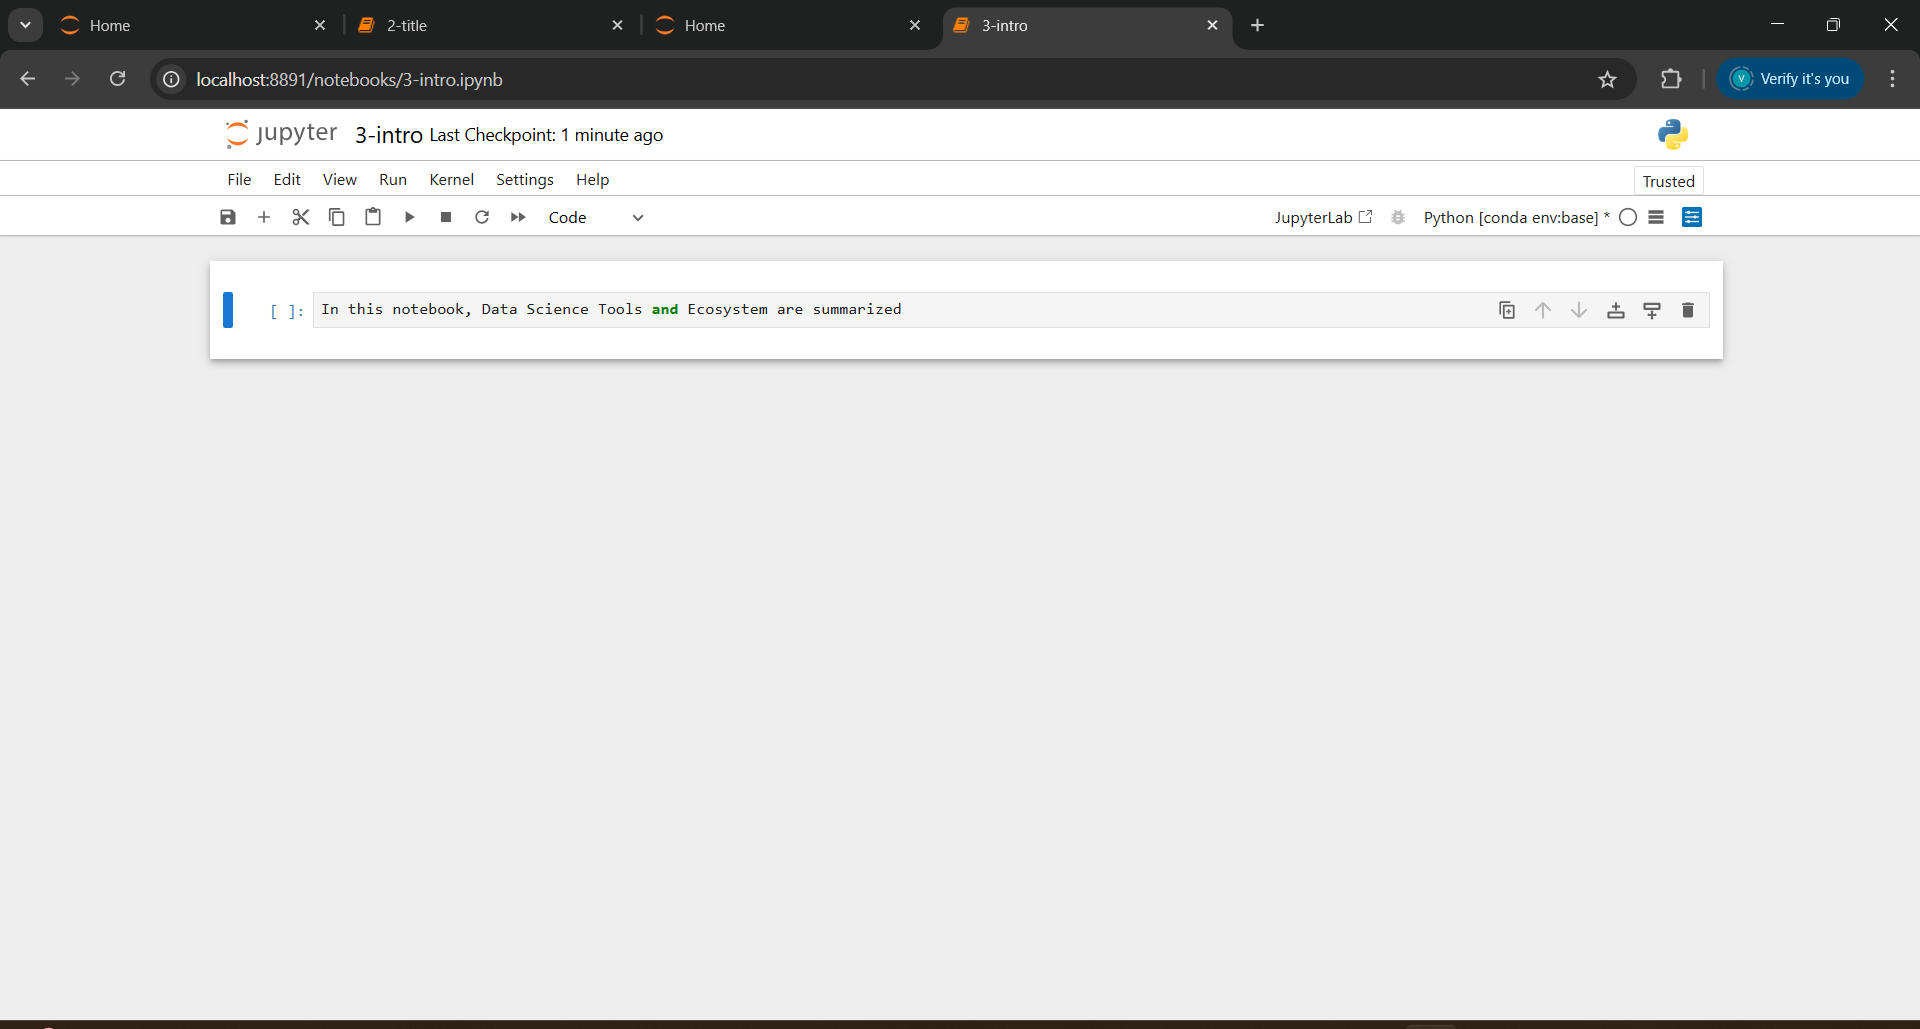 Home
2-title
Home
3-intro
localhost:8891/notebooks/3-intro.ipynb
V
Verify it's you
jupyter
3-intro Last Checkpoint: 1 minute ago
File Edit View Run Kernel Settings Help
Trusted
Code
JupyterLab
Python [conda env:base] *
[ ]:
In this notebook, Data Science Tools and Ecosystem are summarized